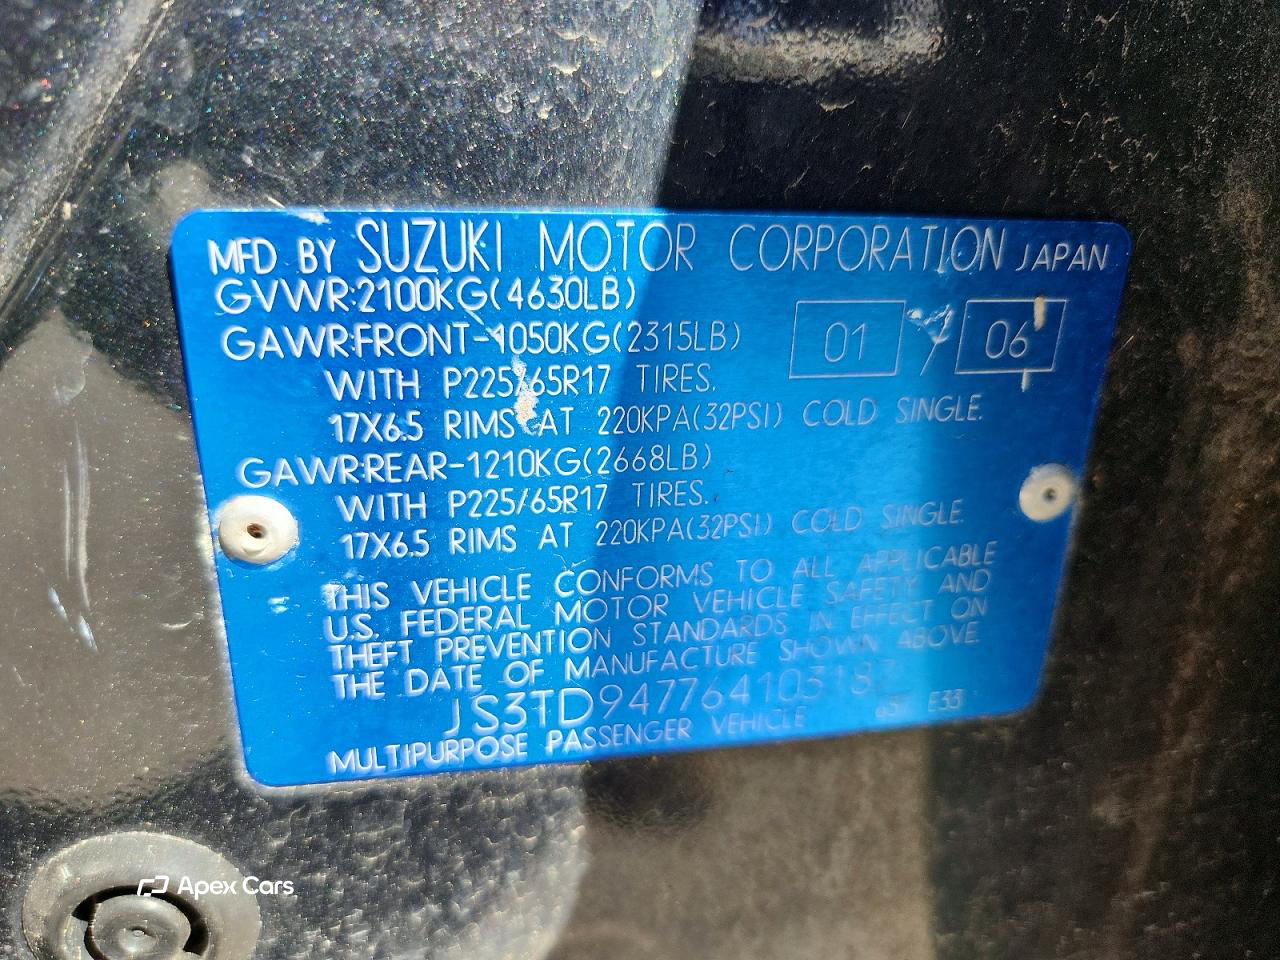 MFD BY SUZUKI MOTOR CORPORATION JAPAN
GVWR:2100KG(4630LB)
GAWR:FRONT-1050KG(2315LB) 01 / 06
WITH P225/65R17 TIRES.
17X6.5 RIMS AT 220KPA(32PSI) COLD SINGLE.
GAWR:REAR-1210KG(2668LB)
WITH P225/65R17 TIRES.
17X6.5 RIMS AT 220KPA(32PSI) COLD SINGLE.
THIS VEHICLE CONFORMS TO ALL APPLICABLE
U.S. FEDERAL MOTOR VEHICLE SAFETY AND
THEFT PREVENTION STANDARDS IN EFFECT ON
THE DATE OF MANUFACTURE SHOWN ABOVE
JS3TD947764103187
MULTIPURPOSE PASSENGER VEHICLE E33
Apex Cars